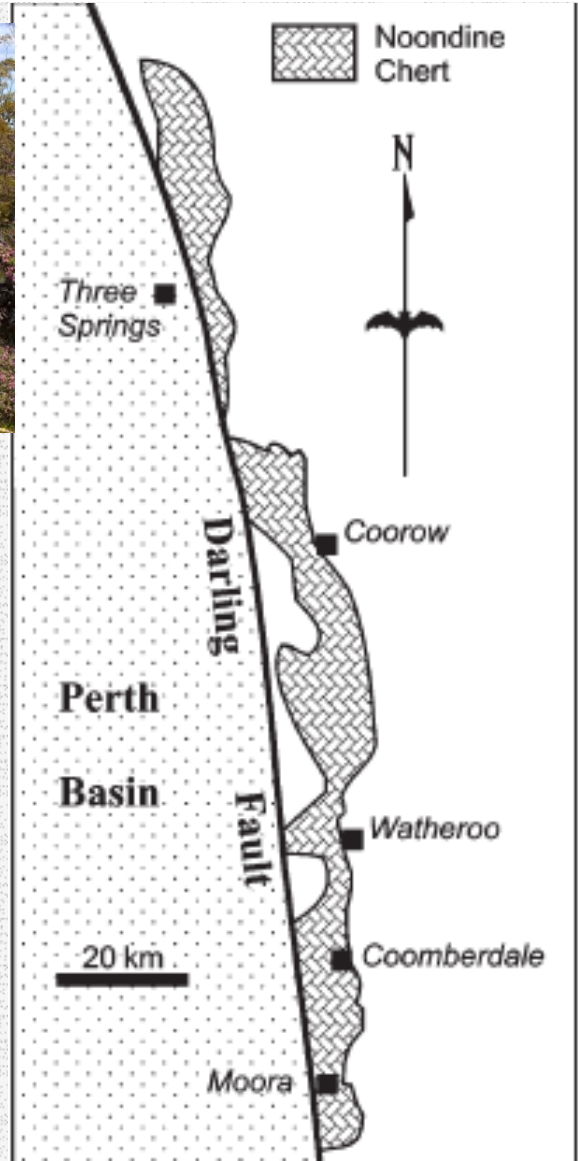 Noondine
Chert
N
Three
Springs
Coorow
Darling
Perth
Basin
Fault
Watheroo
20 km
Coomberdale
Moora